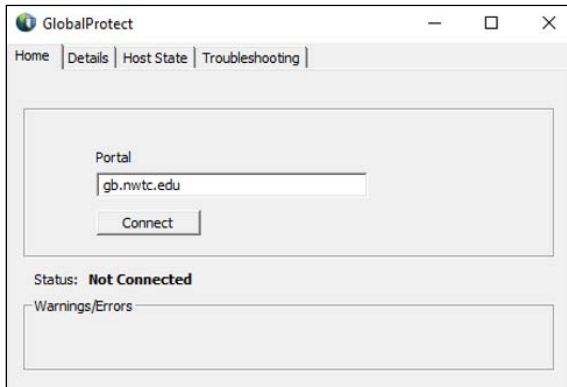 GlobalProtect
Home Details Host State Troubleshooting
Portal
gb.nwtc.edu
Connect
Status: Not Connected
Warnings/Errors